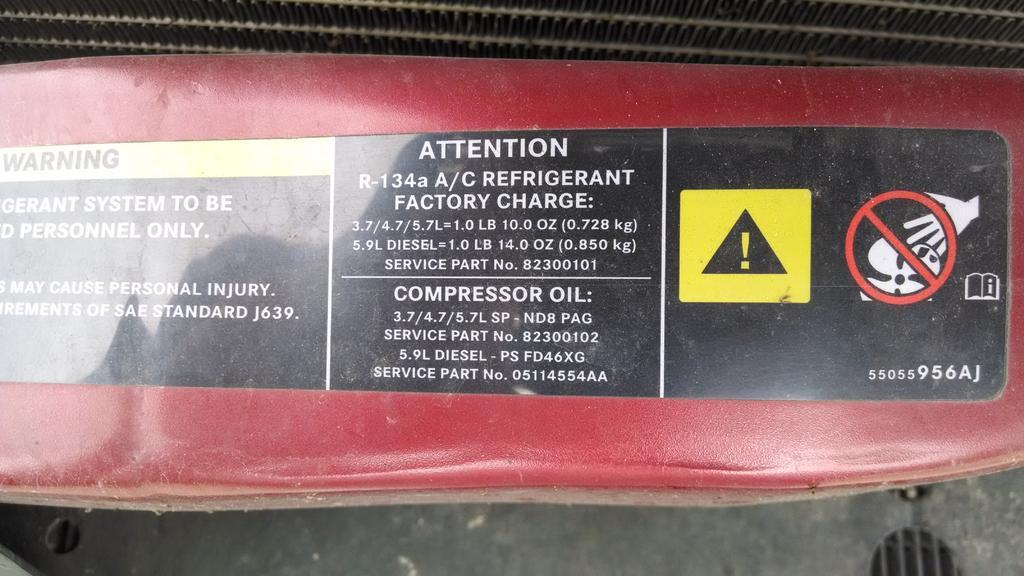 WARNING
SYSTEM TO BE
PERSONNEL ONLY.
MAY CAUSE PERSONAL INJURY.
OF SAE STANDARD J639.
ATTENTION
R-134a A/C REFRIGERANT
FACTORY CHARGE:
3.7/4.7/5.7L=1.0 LB 10.0 OZ (0.728 kg)
5.9L DIESEL=1.0 LB 14.0 OZ (0.850 kg)
SERVICE PART No. 82300101
COMPRESSOR OIL:
3.7/4.7/5.7L SP - ND8 PAG
SERVICE PART No. 82300102
5.9L DIESEL - PS FD46XG
SERVICE PART No. 05114554AA
55055956AJ